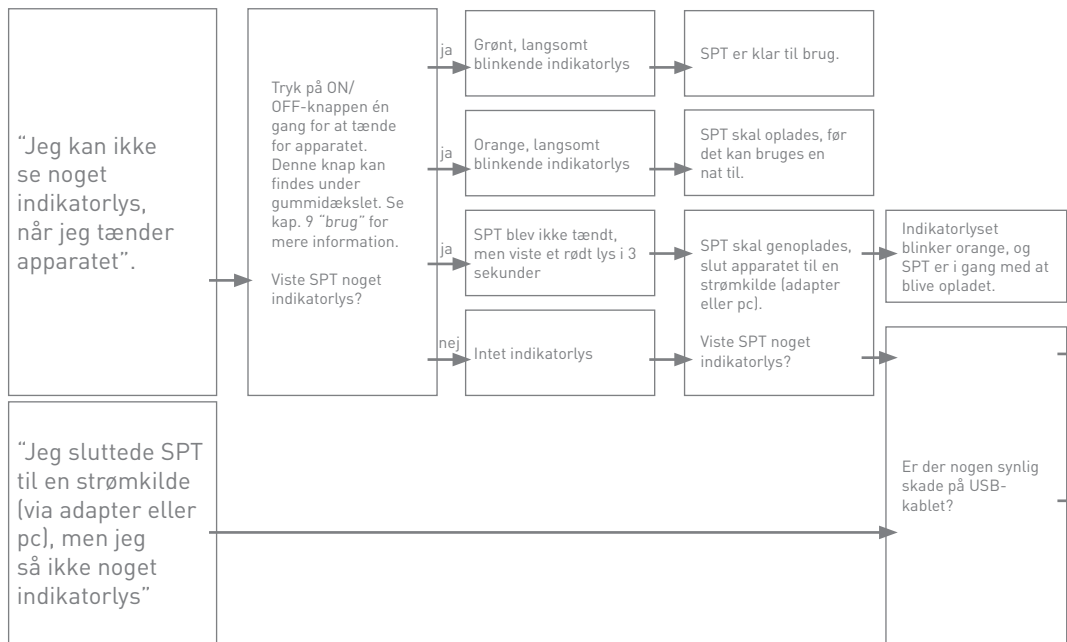 “Jeg kan ikke
se noget
indikatorlys,
når jeg tænder
apparatet”.
Tryk på ON/
OFF-knappen én
gang for at tænde
for apparatet.
Denne knap kan
findes under
gummidækslet. Se
kap. 9 “brug” for
mere information.
Viste SPT noget
indikatorlys?
ja
Grønt, langsomt
blinkende indikatorlys
SPT er klar til brug.
ja
Orange, langsomt
blinkende indikatorlys
SPT skal oplades, før
det kan bruges en
nat til.
ja
SPT blev ikke tændt,
men viste et rødt lys i 3
sekunder
nej
Intet indikatorlys
SPT skal genoplades,
slut apparatet til en
strømkilde (adapter
eller pc).
Viste SPT noget
indikatorlys?
Indikatorlyset
blinker orange, og
SPT er i gang med at
blive opladet.
“Jeg sluttede SPT
til en strømkilde
(via adapter eller
pc), men jeg
så ikke noget
indikatorlys”
Er der nogen synlig
skade på USB-
kablet?